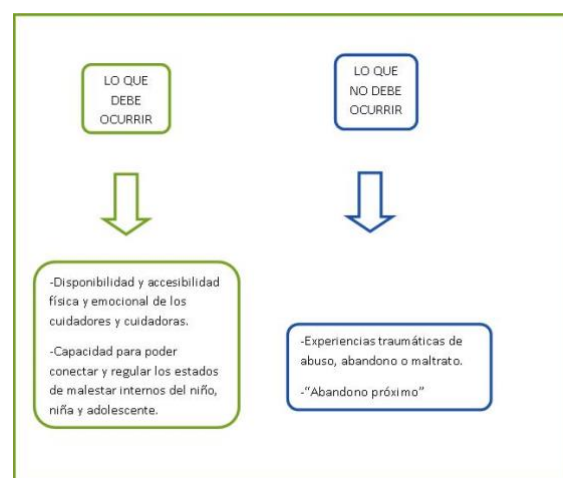 LO QUE
DEBE
OCURRIR
LO QUE
NO DEBE
OCURRIR
-Disponibilidad y accesibilidad
física y emocional de los
cuidadores y cuidadoras.
-Capacidad para poder
conectar y regular los estados
de malestar internos del niño,
niña y adolescente.
-Experiencias traumáticas de
abuso, abandono o maltrato.
-“Abandono próximo”